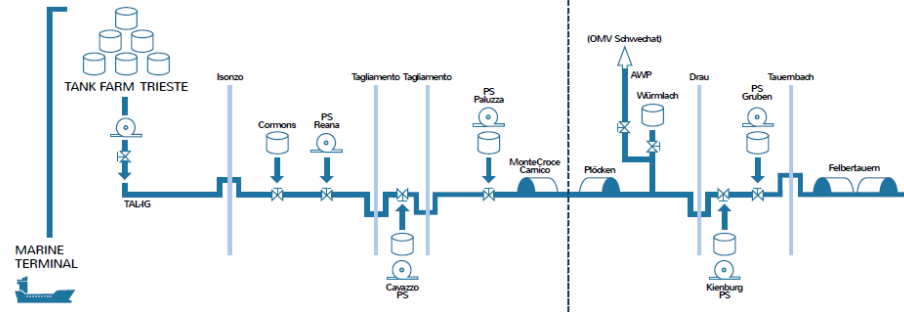 TANK FARM TRIESTE
TAL-IG
MARINE
TERMINAL
Isonzo
Cormons
PS
Reana
Tagliamento Tagliamento
Cavazzo
PS
PS
Paluzza
MonteCroce
Carnico
Plöcken
(OMV Schwechat)
AWP
Würmlach
Drau
Kienburg
PS
PS
Gruben
Tauernbach
Felbertauern